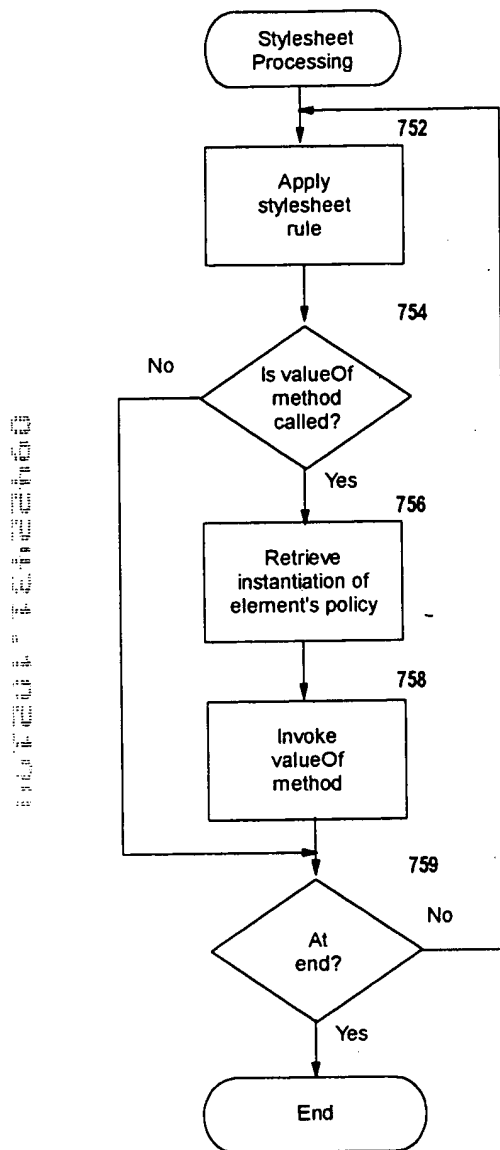 Stylesheet
Processing
752
Apply
stylesheet
rule
754
No
Is valueOf
method
called?
Yes
756
Retrieve
instantiation of
element's policy
758
Invoke
valueOf
method
759
No
At
end?
Yes
End